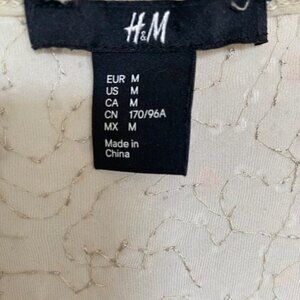 H&M
EUR M
US M
CA M
CN 170/96A
MX M
Made in
China